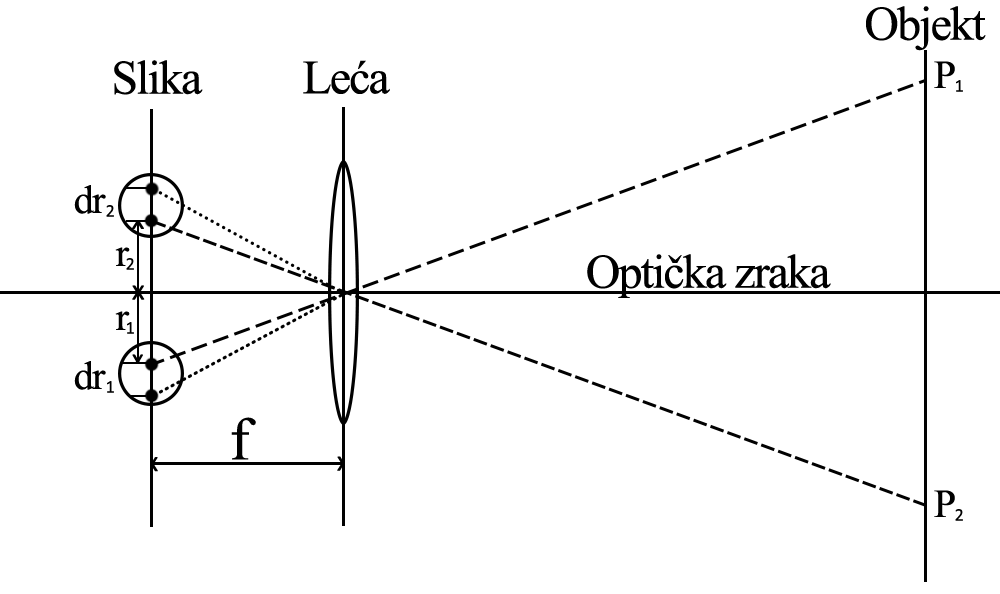 Objekt
Slika
Leća
P₁
dr₂
r₂
Optička zraka
r₁
dr₁
f
P₂